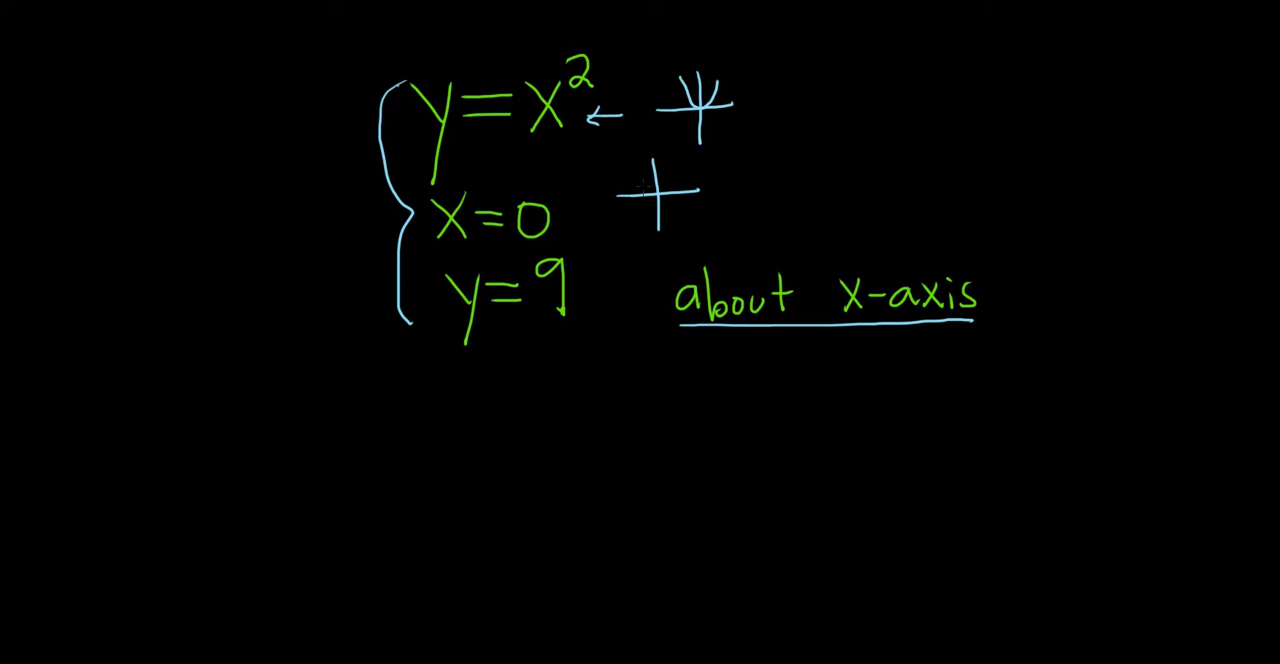 y = x²
x = 0
y = 9
about x-axis